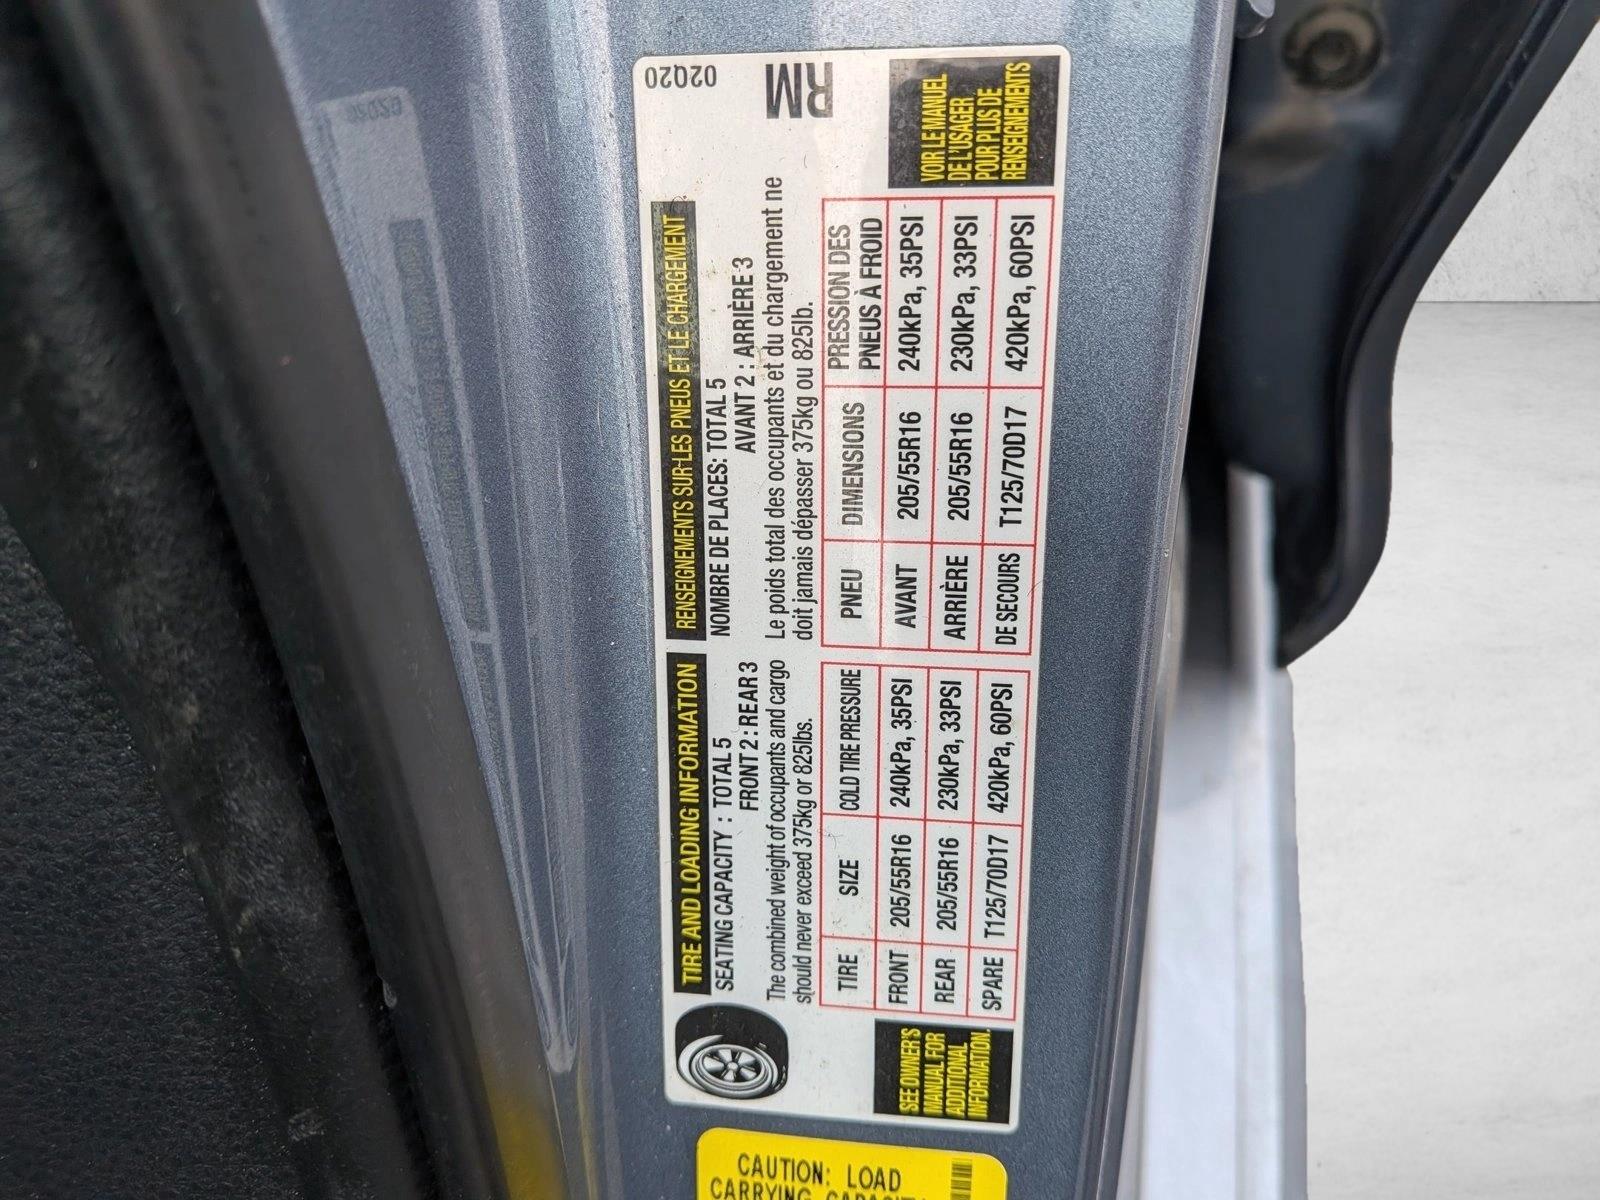 TIRE AND LOADING INFORMATION
SEATING CAPACITY : TOTAL 5
FRONT 2 : REAR 3
The combined weight of occupants and cargo
should never exceed 375kg or 825lbs.
TIRE SIZE COLD TIRE PRESSURE
FRONT 205/55R16 240kPa, 35PSI
REAR 205/55R16 230kPa, 33PSI
SPARE T125/70D17 420kPa, 60PSI
SEE OWNER'S
MANUAL FOR
ADDITIONAL
INFORMATION.
RENSEIGNEMENTS SUR LES PNEUS ET LE CHARGEMENT
NOMBRE DE PLACES: TOTAL 5
AVANT 2 : ARRIÈRE 3
Le poids total des occupants et du chargement ne
doit jamais dépasser 375kg ou 825lb.
PNEU DIMENSIONS PRESSION DES
PNEUS À FROID
AVANT 205/55R16 240kPa, 35PSI
ARRIÈRE 205/55R16 230kPa, 33PSI
DE SECOURS T125/70D17 420kPa, 60PSI
VOIR LE MANUEL
DE L'USAGER
POUR PLUS DE
RENSEIGNEMENTS
02Q20
RM
CAUTION: LOAD
CARRYING